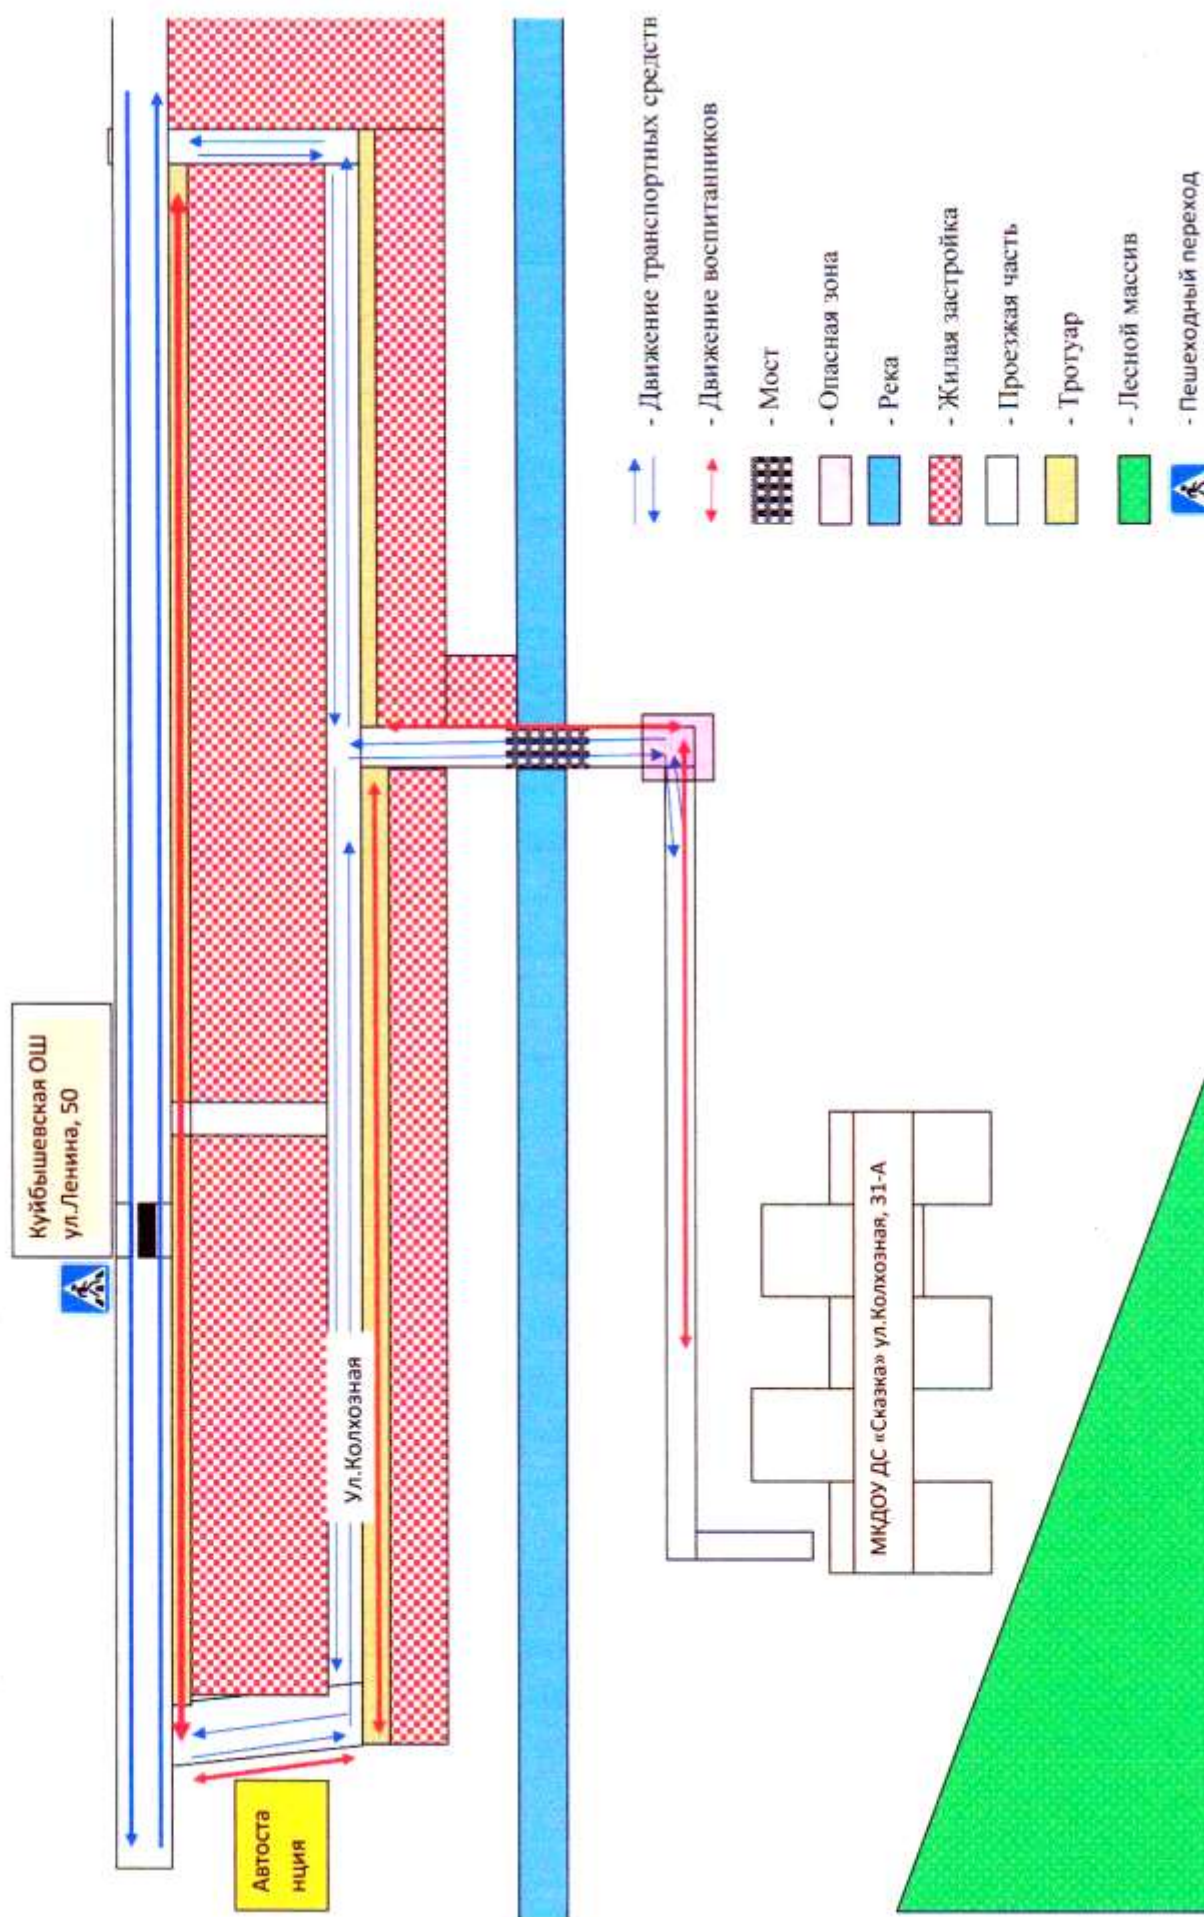 Куйбышевская ОШ
ул.Ленина, 50
Ул.Колхозная
Автоста
нция
МКДОУ ДС «Сказка» ул.Колхозная, 31-А
- Движение транспортных средств
- Движение воспитанников
- Мост
- Опасная зона
- Река
- Жилая застройка
- Проезжая часть
- Тротуар
- Лесной массив
- Пешеходный переход